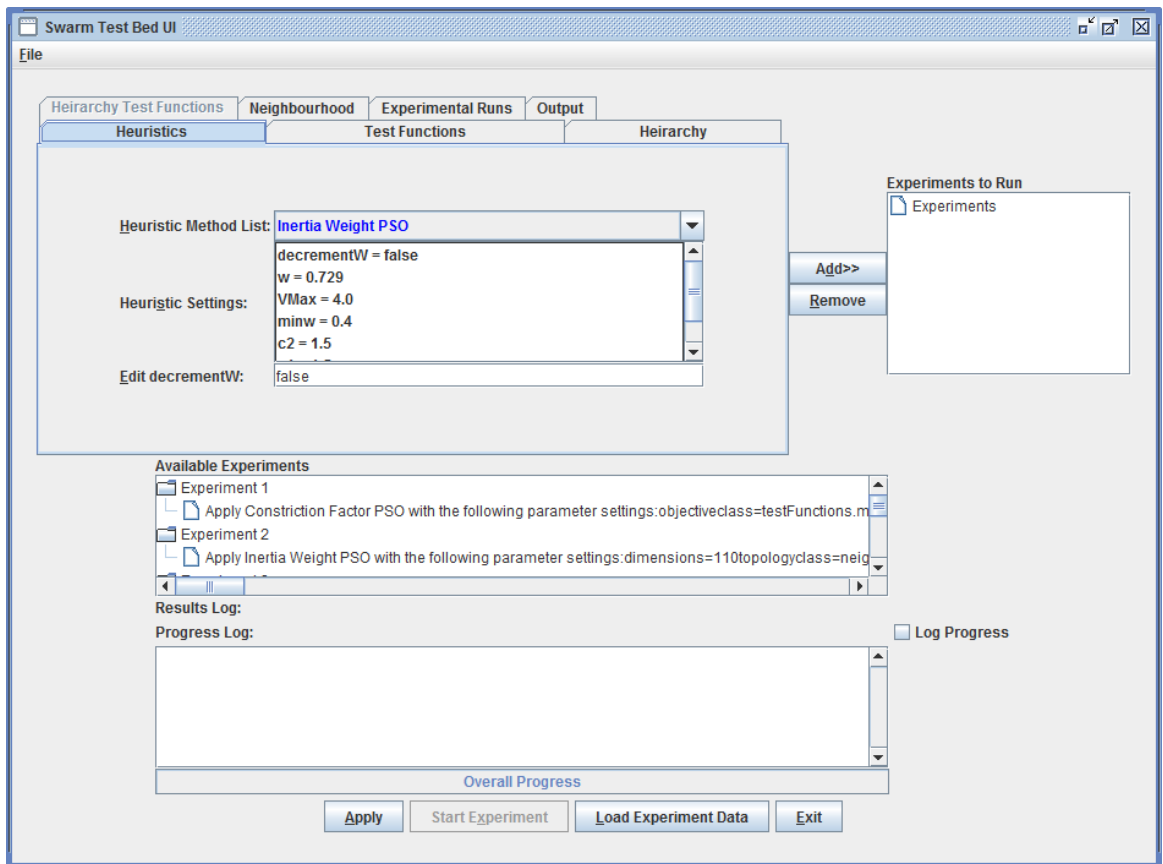 Swarm Test Bed UI
File
Heirarchy Test Functions Neighbourhood Experimental Runs Output
Heuristics Test Functions Heirarchy
Heuristic Method List: Inertia Weight PSO
Heuristic Settings:
decrementW = false
w = 0.729
VMax = 4.0
minw = 0.4
c2 = 1.5
Edit decrementW: false
Add>>
Remove
Experiments to Run
Experiments
Available Experiments
Experiment 1
Apply Constriction Factor PSO with the following parameter settings:objectiveclass=testFunctions.m
Experiment 2
Apply Inertia Weight PSO with the following parameter settings:dimensions=110topologyclass=neig
Results Log:
Progress Log:
Log Progress
Overall Progress
Apply Start Experiment Load Experiment Data Exit